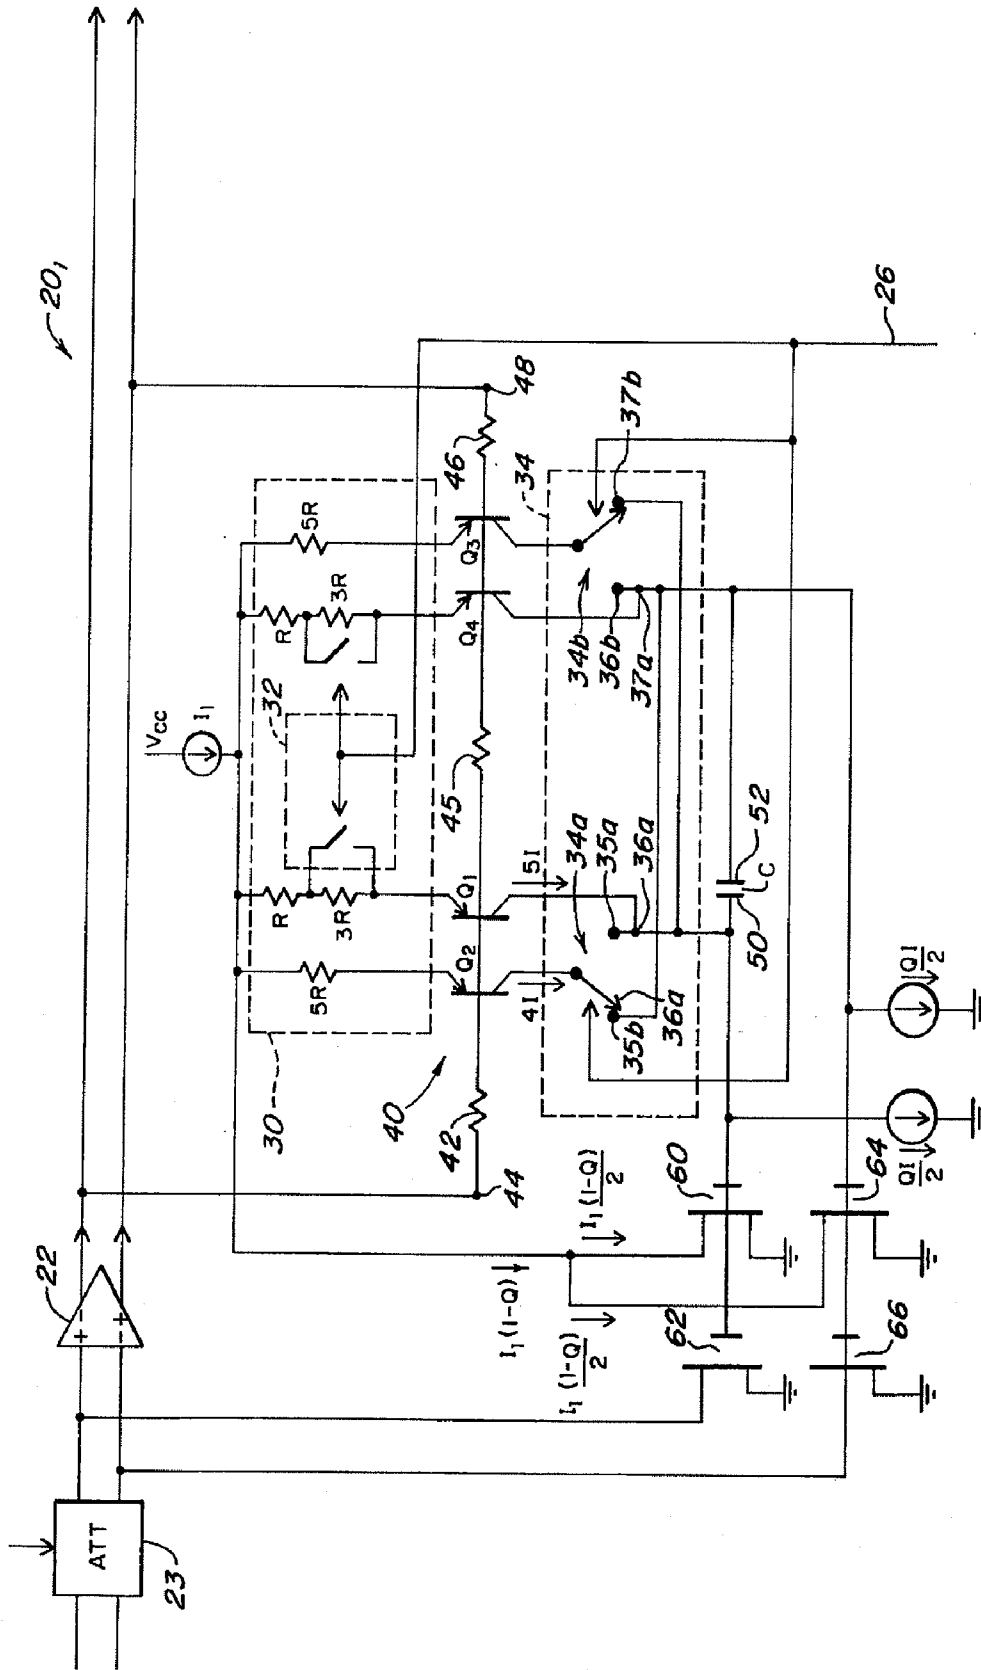 20₁
22
ATT
23
Vcc
I₁
32
30
R
3R
5R
R
3R
5R
Q₁
Q₂
Q₃
Q₄
40
42
44
45
46
48
34
5I
4I
34a
35a
36a
35b
36a
34b
36b
37a
37b
26
50
52
C
I₁(1-Q)
I₁(1-Q)/2
I₁(1-Q)/2
60
62
64
66
QI/2
QI/2
+
-
-
+